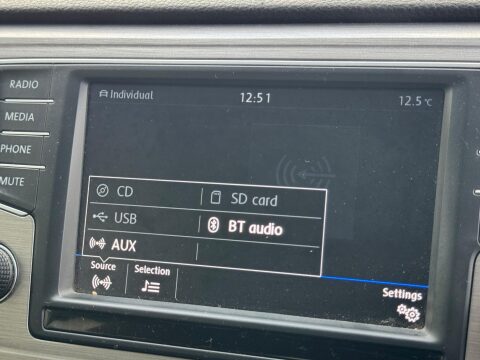 RADIO
MEDIA
PHONE
MUTE
Individual 12:51 12.5 °C
CD SD card
USB BT audio
AUX
Source Selection
Settings